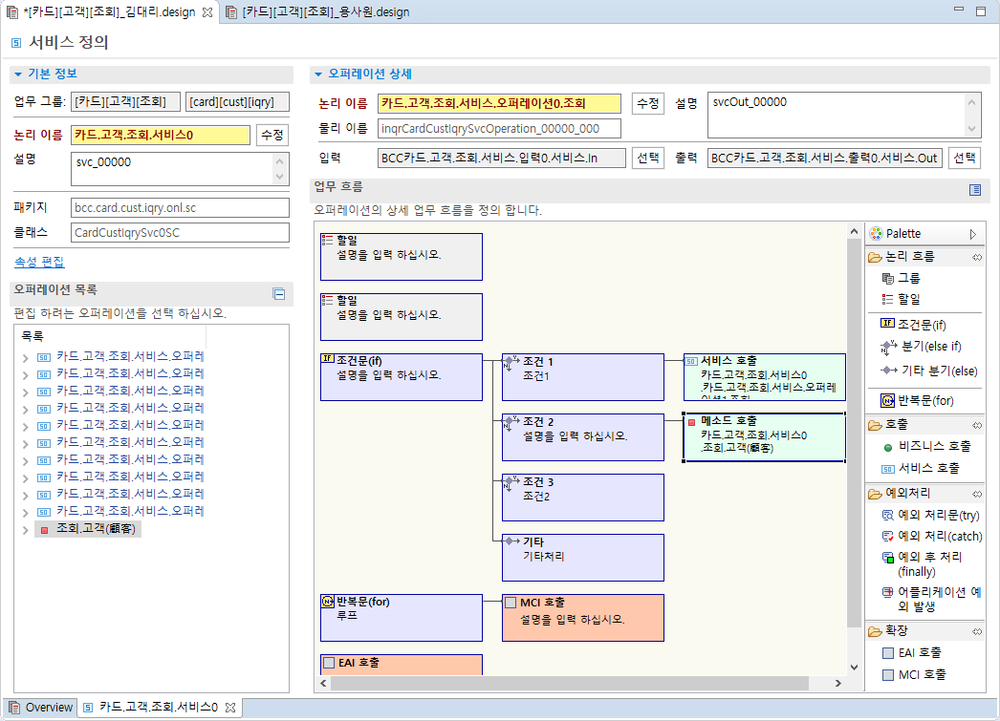 *[카드][고객][조회]_김대리.design
[카드][고객][조회]_용사원.design
서비스 정의
기본 정보
업무 그룹: [카드][고객][조회] [card][cust][iqry]
논리 이름 카드.고객.조회.서비스0 수정
설명 svc_00000
패키지 bcc.card.cust.iqry.onl.sc
클래스 CardCustIqrySvc0SC
속성 편집
오퍼레이션 목록
편집 하려는 오퍼레이션을 선택 하십시오.
목록
SO 카드.고객.조회.서비스.오퍼레
SO 카드.고객.조회.서비스.오퍼레
SO 카드.고객.조회.서비스.오퍼레
SO 카드.고객.조회.서비스.오퍼레
SO 카드.고객.조회.서비스.오퍼레
SO 카드.고객.조회.서비스.오퍼레
SO 카드.고객.조회.서비스.오퍼레
SO 카드.고객.조회.서비스.오퍼레
SO 카드.고객.조회.서비스.오퍼레
SO 카드.고객.조회.서비스.오퍼레
조회.고객(顧客)
오퍼레이션 상세
논리 이름 카드.고객.조회.서비스.오퍼레이션0.조회 수정 설명 svcOut_00000
물리 이름 inqrCardCustIqrySvcOperation_00000_000
입력 BCC카드.고객.조회.서비스.입력0.서비스.In 선택 출력 BCC카드.고객.조회.서비스.출력0.서비스.Out 선택
업무 흐름
오퍼레이션의 상세 업무 흐름을 정의 합니다.
할일
설명을 입력 하십시오.
할일
설명을 입력 하십시오.
IF 조건문(if)
설명을 입력 하십시오.
조건 1
조건1
SO 서비스 호출
카드.고객.조회.서비스0
.카드.고객.조회.서비스.오퍼레
이션1.조회
조건 2
설명을 입력 하십시오.
메소드 호출
카드.고객.조회.서비스0
.조회.고객(顧客)
조건 3
조건2
기타
기타처리
반복문(for)
루프
MCI 호출
설명을 입력 하십시오.
EAI 호출
Palette
논리 흐름
그룹
할일
IF 조건문(if)
분기(else if)
기타 분기(else)
반복문(for)
호출
비즈니스 호출
SO 서비스 호출
예외처리
예외 처리문(try)
예외 처리(catch)
예외 후 처리
(finally)
어플리케이션 예
외 발생
확장
EAI 호출
MCI 호출
Overview
S 카드.고객.조회.서비스0